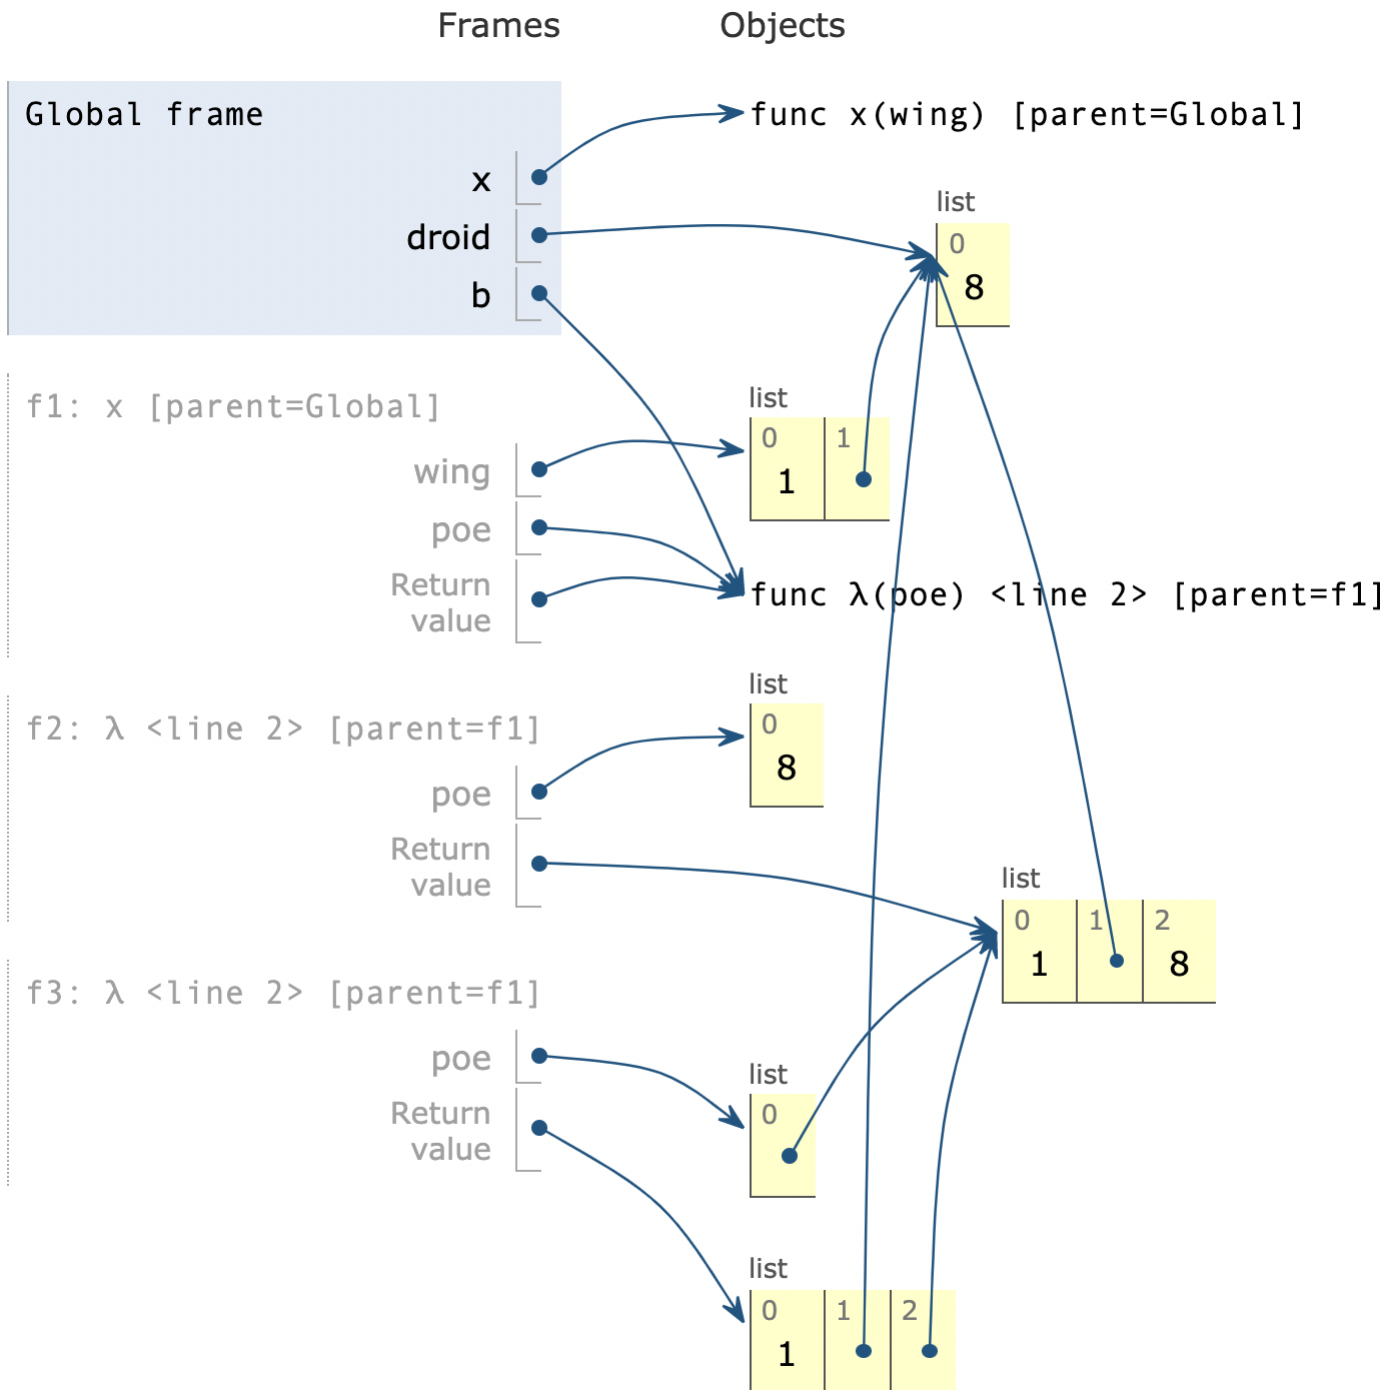 Frames Objects
Global frame
func x(wing) [parent=Global]
x
list
droid
0
8
b
f1: x [parent=Global]
list
0 1
wing
1
poe
Return
value
func λ(poe) <line 2> [parent=f1]
list
f2: λ <line 2> [parent=f1]
0
8
poe
Return
value
list
0 1 2
1 8
f3: λ <line 2> [parent=f1]
poe
list
0
Return
value
list
0 1 2
1